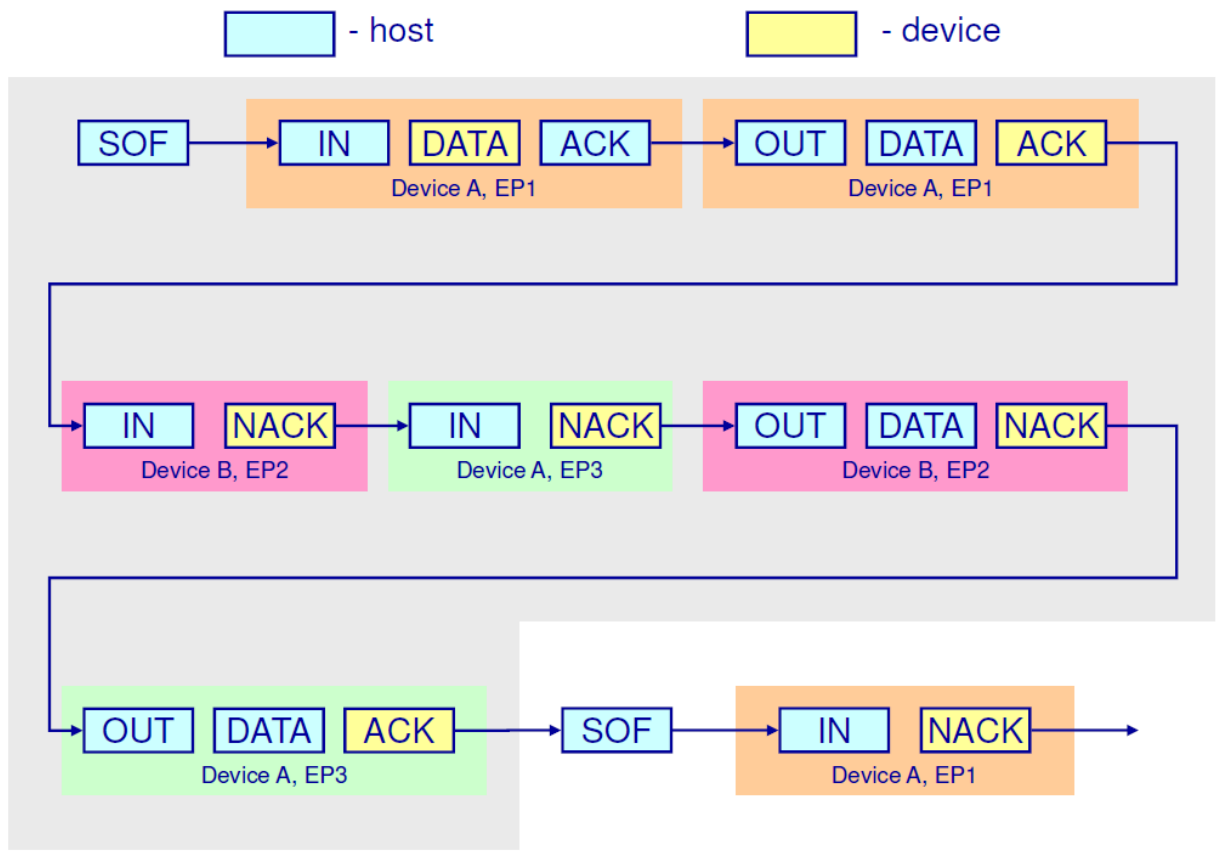 - host - device
SOF IN DATA ACK OUT DATA ACK
Device A, EP1 Device A, EP1
IN NACK IN NACK OUT DATA NACK
Device B, EP2 Device A, EP3 Device B, EP2
OUT DATA ACK SOF IN NACK
Device A, EP3 Device A, EP1